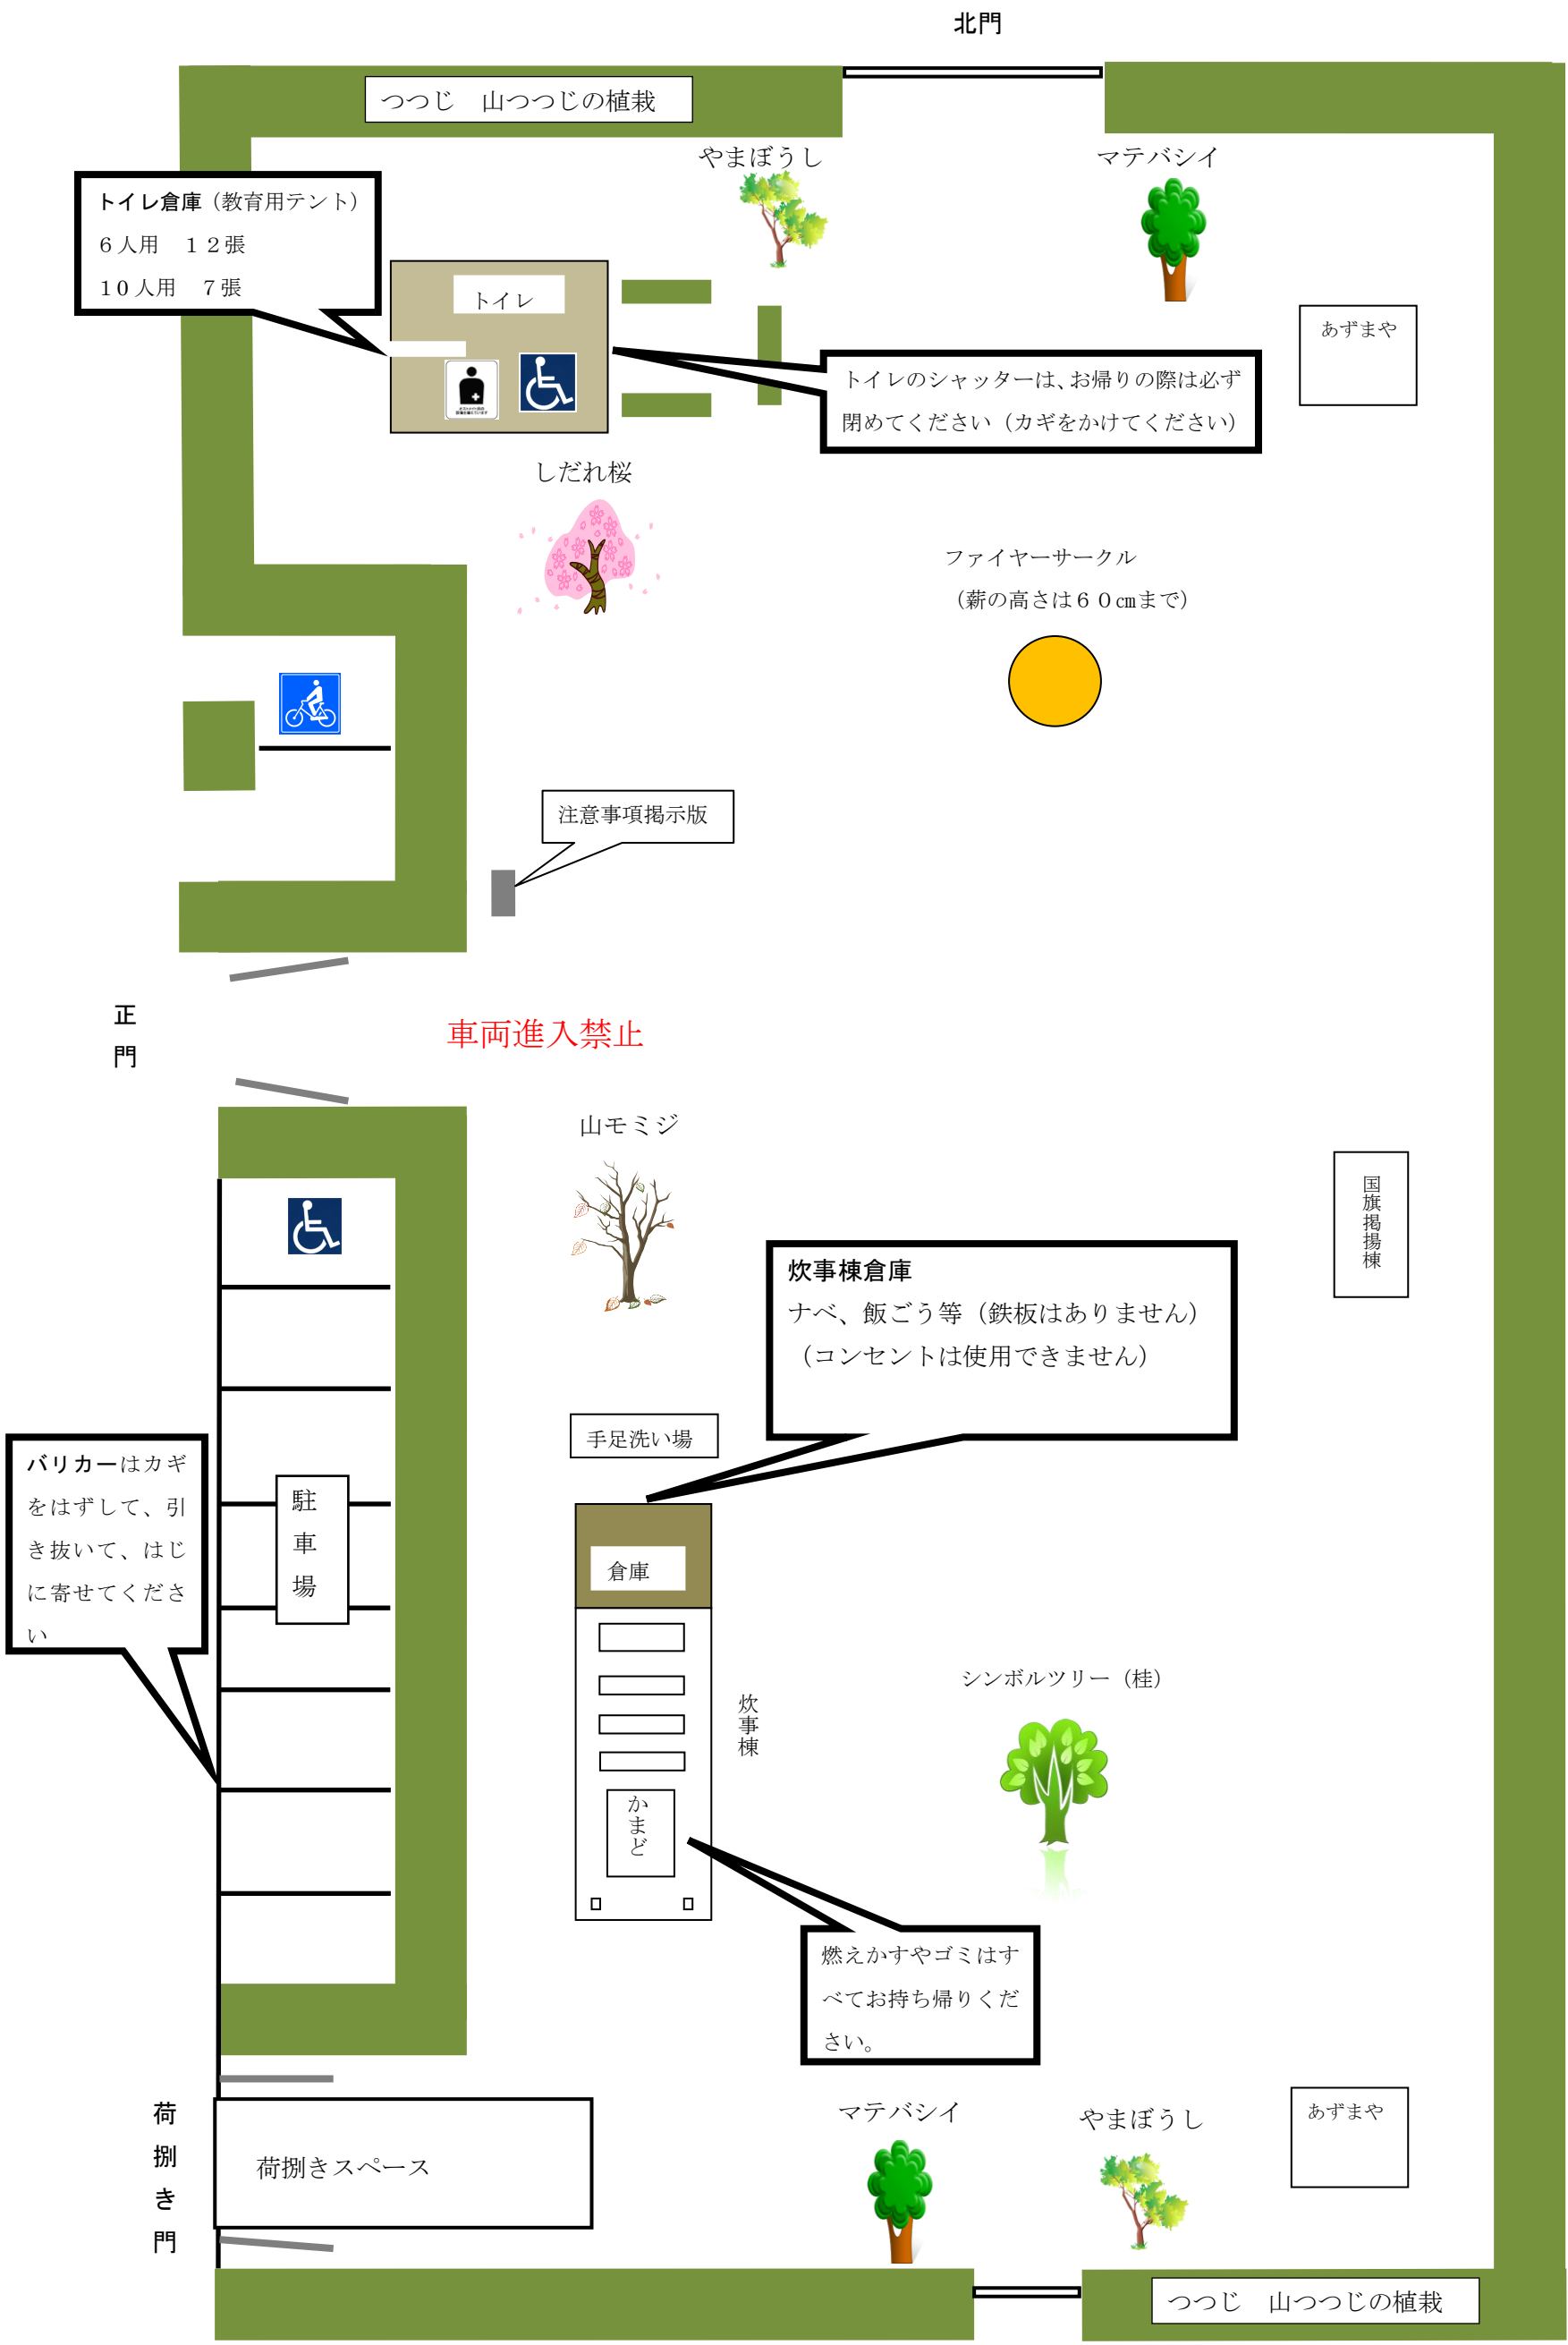 北門
つつじ　山つつじの植栽
やまぼうし
マテバシイ
トイレ倉庫（教育用テント）
６人用　１２張
１０人用　７張
トイレ
あずまや
トイレのシャッターは、お帰りの際は必ず
閉めてください（カギをかけてください）
しだれ桜
ファイヤーサークル
（薪の高さは６０㎝まで）
注意事項掲示版
正門
車両進入禁止
山モミジ
国旗掲揚棟
炊事棟倉庫
ナベ、飯ごう等（鉄板はありません）
（コンセントは使用できません）
手足洗い場
バリカーはカギ
をはずして、引
き抜いて、はじ
に寄せてくださ
い
駐車場
倉庫
炊事棟
シンボルツリー（桂）
かまど
燃えかすやゴミはす
べてお持ち帰りくだ
さい。
荷捌き門
荷捌きスペース
マテバシイ
やまぼうし
あずまや
つつじ　山つつじの植栽